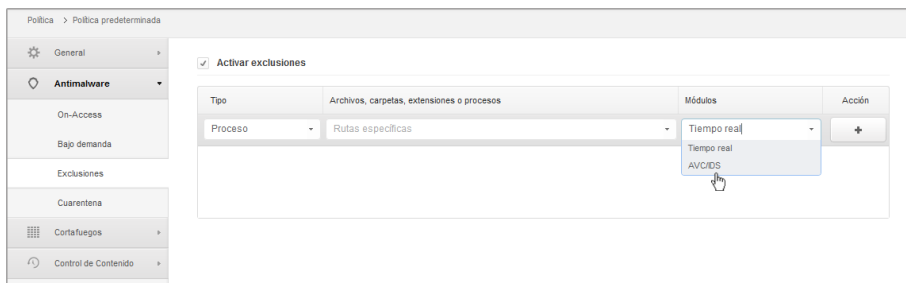 Política > Política predeterminada
General
Activar exclusiones
Antimalware
Tipo Archivos, carpetas, extensiones o procesos Módulos Acción
On-Access
Proceso Rutas específicas Tiempo real +
Bajo demanda
Tiempo real
AVC/IDS
Exclusiones
Cuarentena
Cortafuegos
Control de Contenido